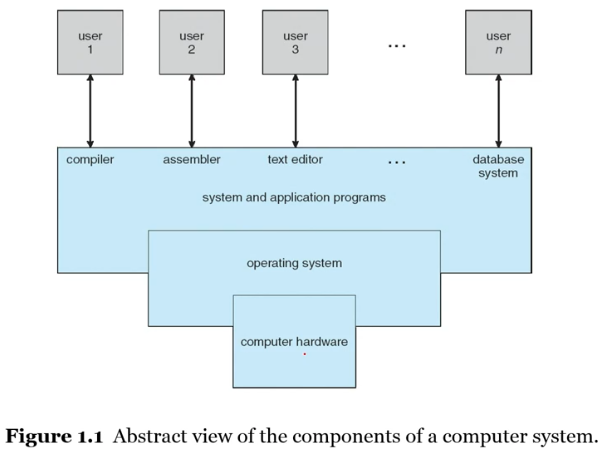 user
1
user
2
user
3
...
user
n
compiler
assembler
text editor
...
database
system
system and application programs
operating system
computer hardware
Figure 1.1 Abstract view of the components of a computer system.